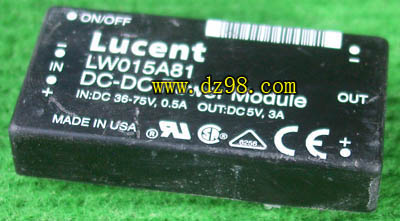 ON/OFF
Lucent
LW015A81
IN
DC-DC Power Module
OUT
IN:DC 36-75V, 0.5A OUT:DC 5V, 3A
MADE IN USA
CE
www.dz98.com